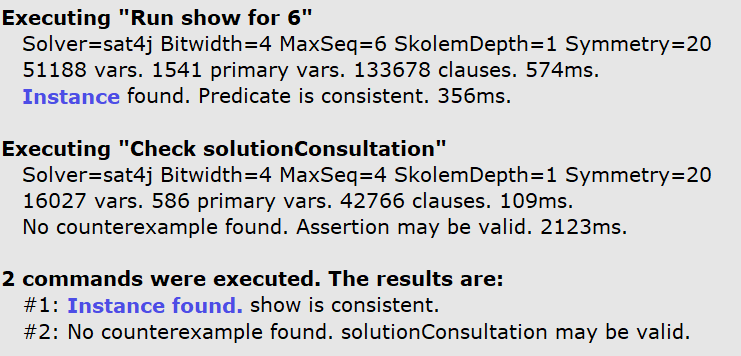 Executing "Run show for 6"
Solver=sat4j Bitwidth=4 MaxSeq=6 SkolemDepth=1 Symmetry=20
51188 vars. 1541 primary vars. 133678 clauses. 574ms.
Instance found. Predicate is consistent. 356ms.
Executing "Check solutionConsultation"
Solver=sat4j Bitwidth=4 MaxSeq=4 SkolemDepth=1 Symmetry=20
16027 vars. 586 primary vars. 42766 clauses. 109ms.
No counterexample found. Assertion may be valid. 2123ms.
2 commands were executed. The results are:
#1: Instance found. show is consistent.
#2: No counterexample found. solutionConsultation may be valid.